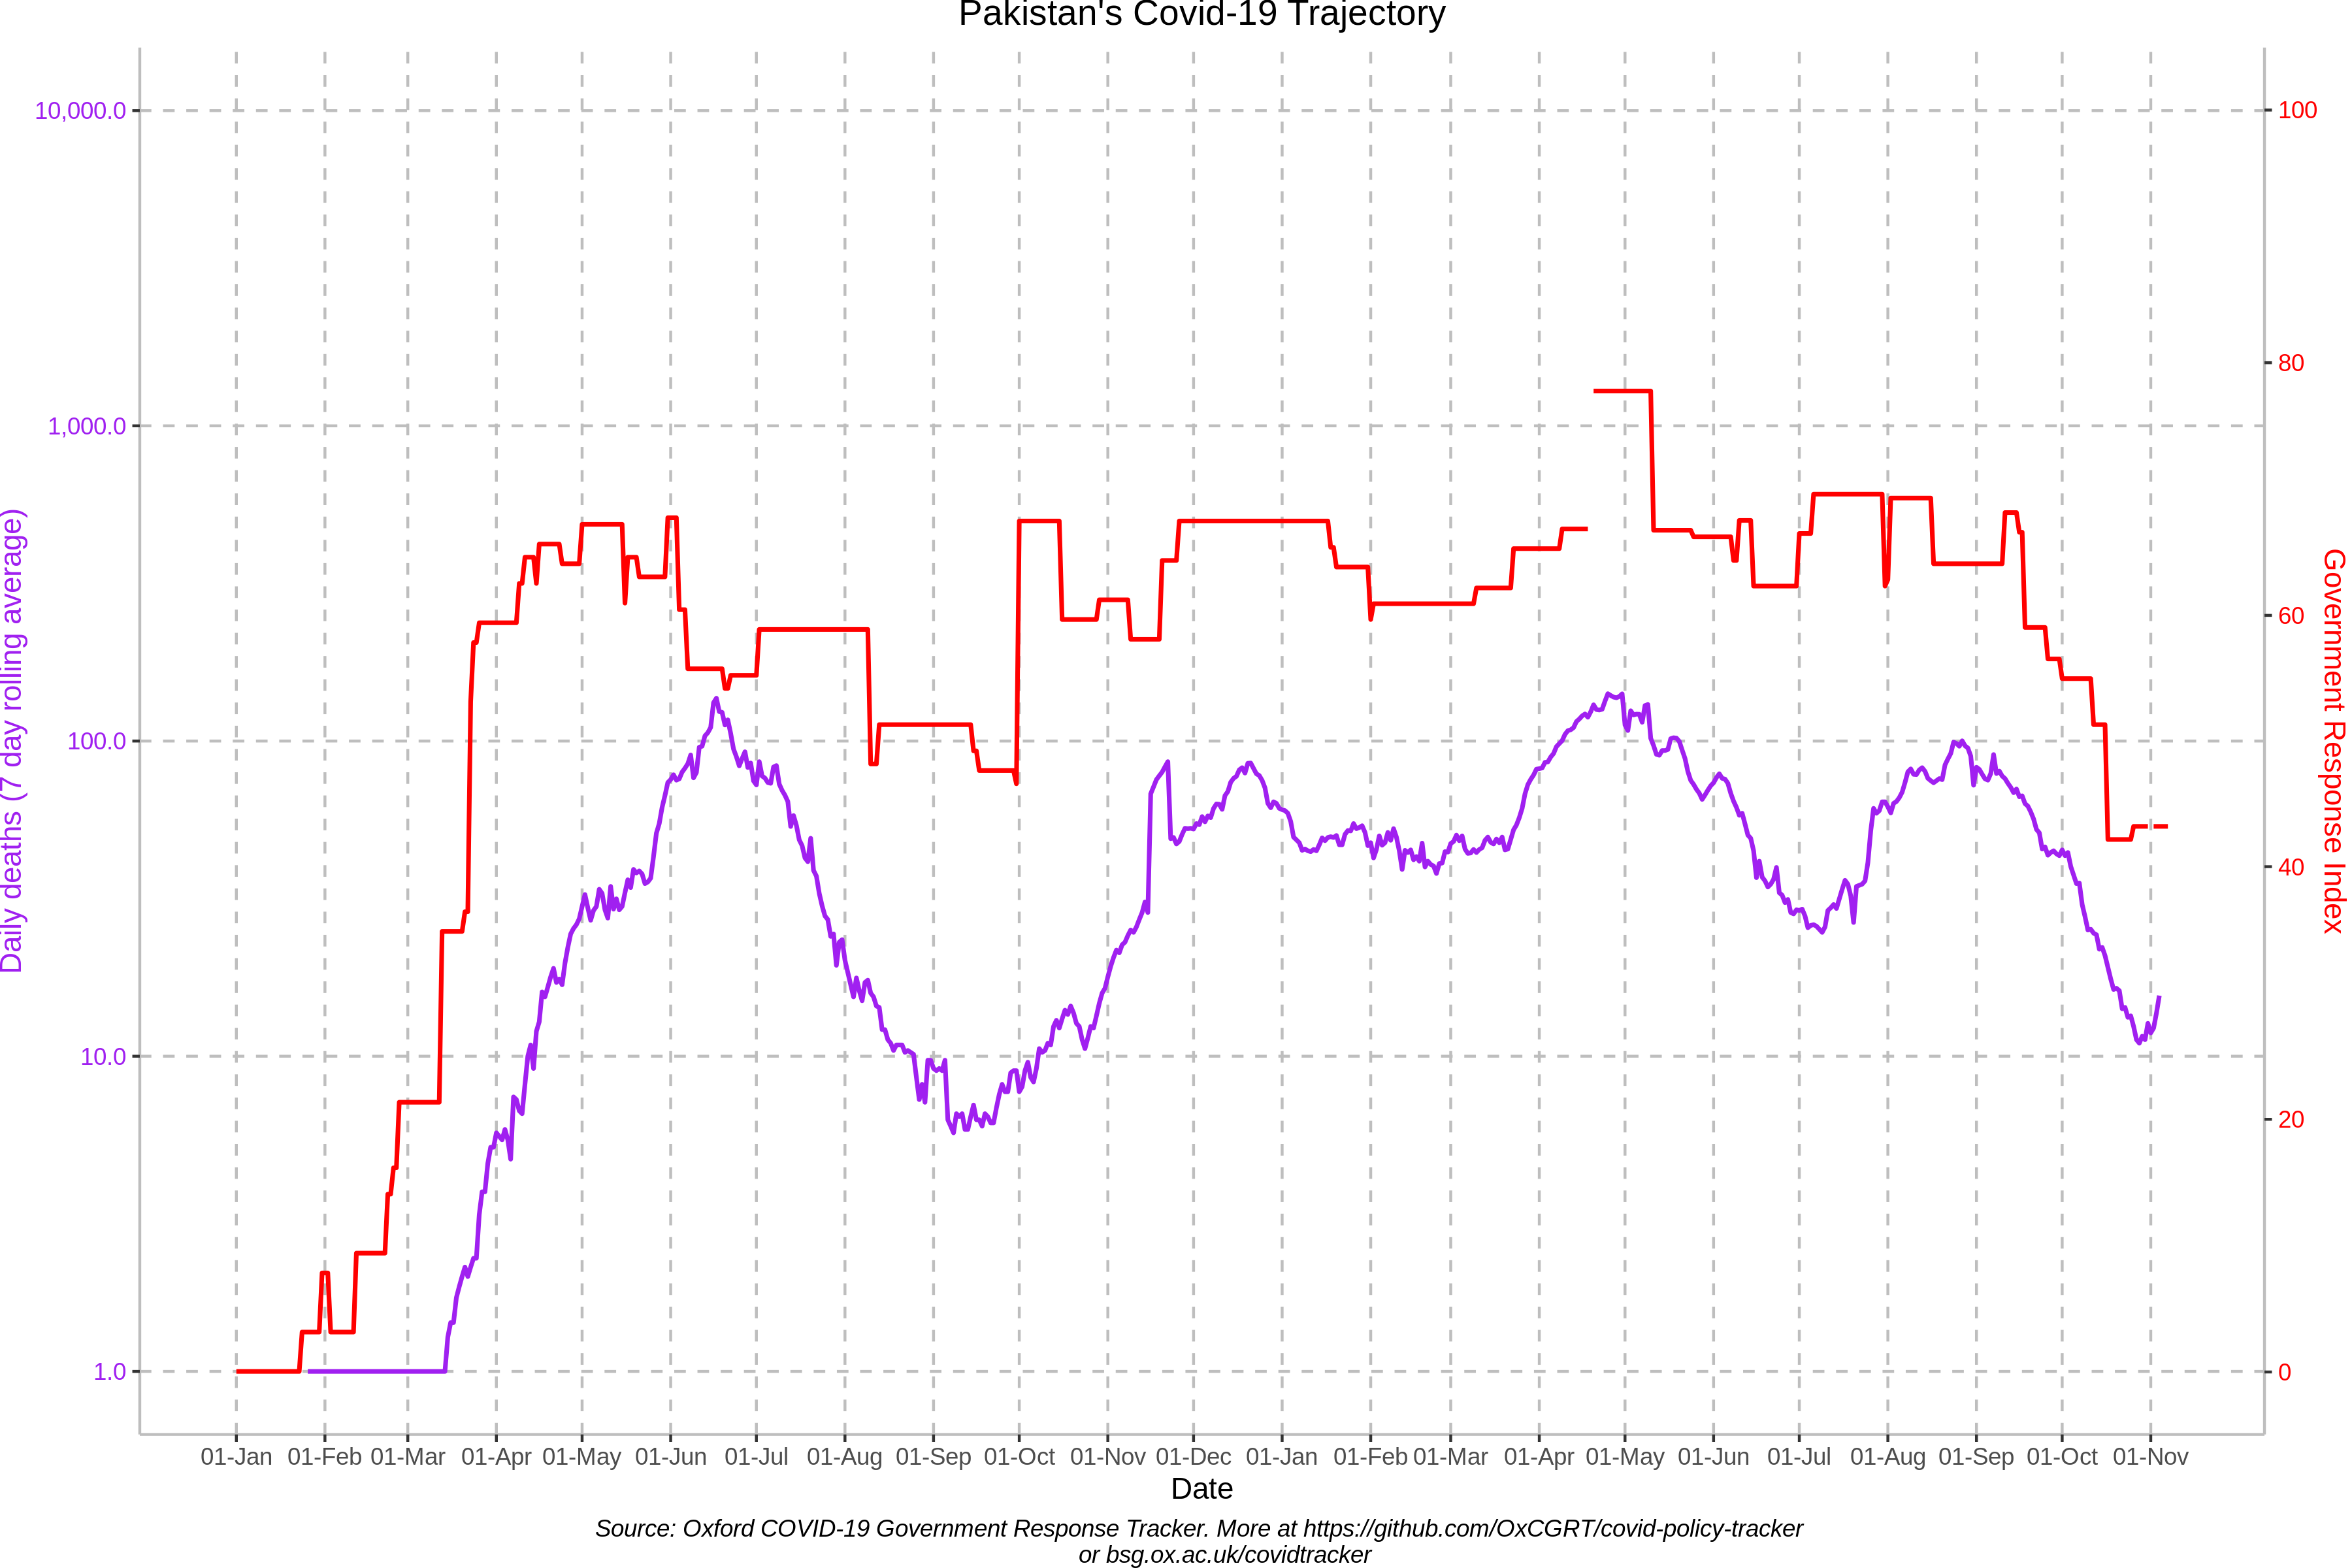 Pakistan's Covid-19 Trajectory
10,000.0
1,000.0
100.0
10.0
1.0
Daily deaths (7 day rolling average)
100
80
60
40
20
0
Government Response Index
01-Jan 01-Feb 01-Mar 01-Apr 01-May 01-Jun 01-Jul 01-Aug 01-Sep 01-Oct 01-Nov 01-Dec 01-Jan 01-Feb 01-Mar 01-Apr 01-May 01-Jun 01-Jul 01-Aug 01-Sep 01-Oct 01-Nov
Date
Source: Oxford COVID-19 Government Response Tracker. More at https://github.com/OxCGRT/covid-policy-tracker
or bsg.ox.ac.uk/covidtracker